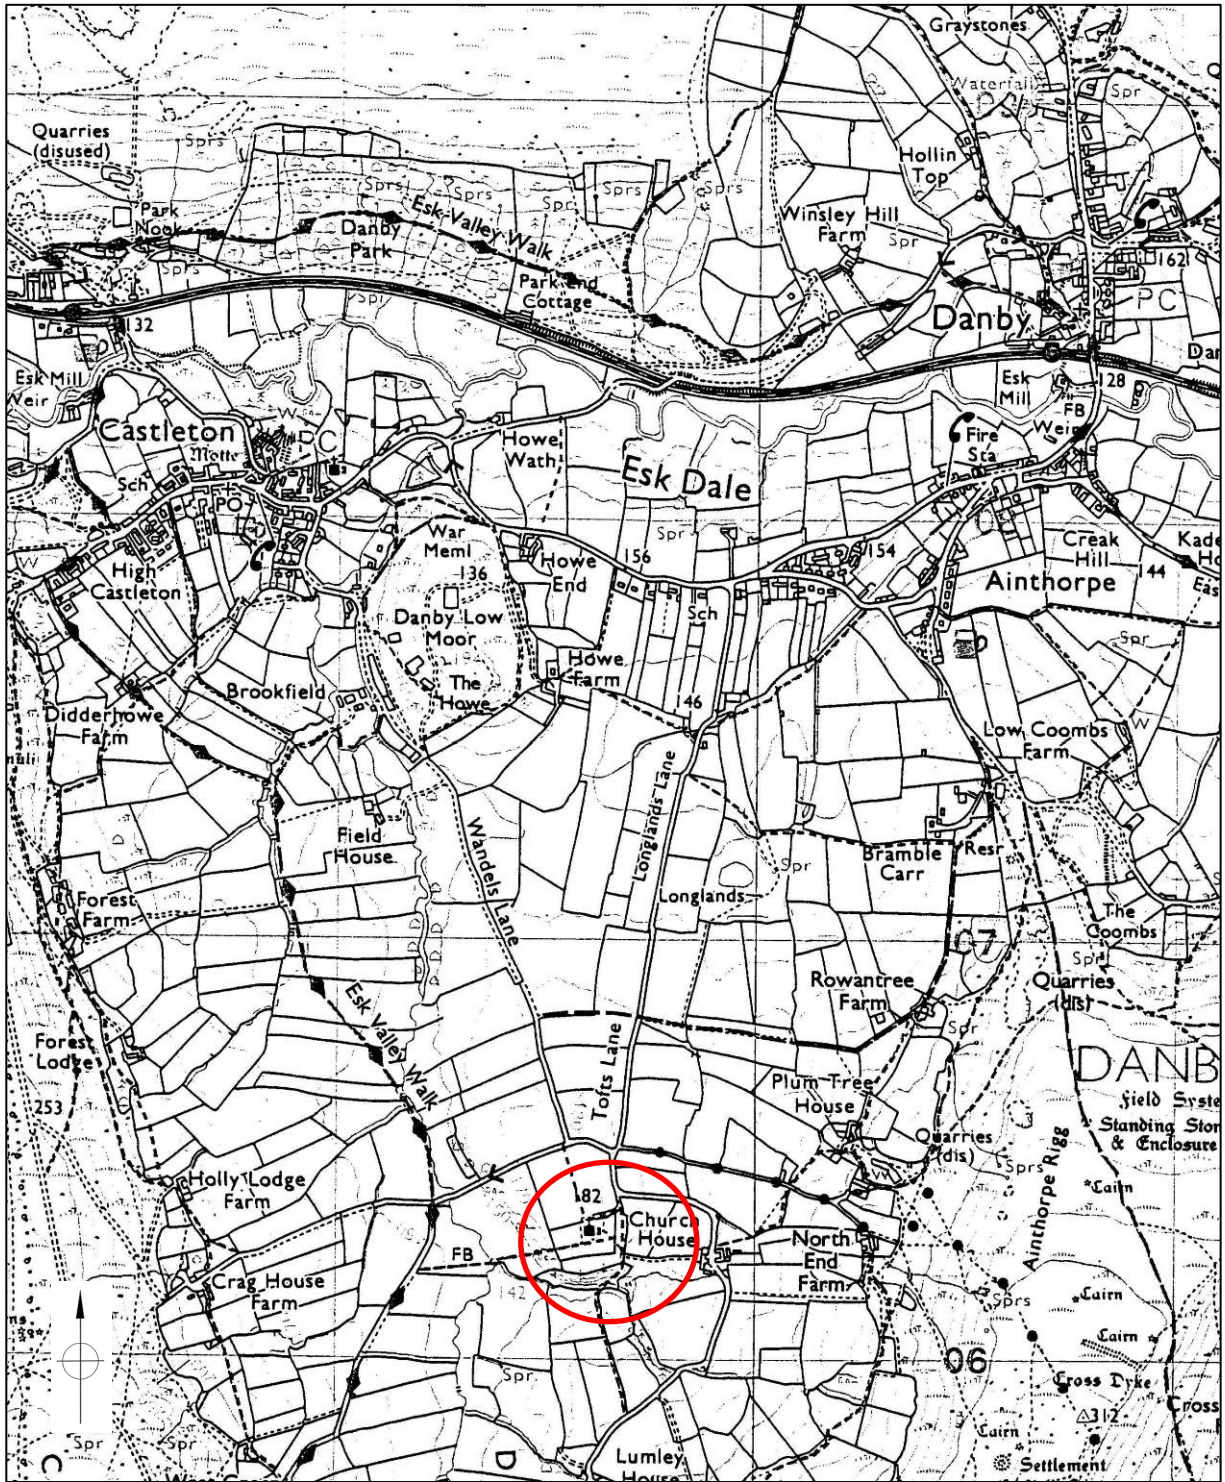 Graystones
Waterfall
Spr
Quarries
(disused)
Sprs
Hollin
Top
Sprs
Sprs
Spr
Sprs
Sprs
Park
Nook
Esk Valley Walk
Danby
Park
Winsley Hill
Farm
Spr
162
Sprs
Spr
Park End
Cottage
PC
Danby
132
Esk Mill
Weir
Esk
Mill
128
FB
Weir
Castleton
Motte
W
PC
Howe
Wath
Esk Dale
Fire
Sta
Sch
PO
War
Meml
136
Spr
156
154
Creak
Hill
144
W
High
Castleton
Howe
End
Ainthorpe
Danby Low
Moor
Sch
Spr
Howe
Farm
The
Howe
146
Brookfield
Didderhowe
Farm
Low Coombs
Farm
W
Wandels Lane
Longlands Lane
Field
House
Bramble
Carr
Resr
Spr
Longlands
Forest
Farm
The
Coombs
07
Spr
Rowantree
Farm
Quarries
(dis)
Esk Valley
Walk
Spr
Forest
Lodge
Tofts Lane
DANB
Field Syste
Standing Ston
& Enclosure
Plum Tree
House
253
Quarries
(dis)
Sprs
Ainthorpe Rigg
Cairn
Holly Lodge
Farm
182
Church
House
FB
North
End
Farm
Crag House
Farm
142
Sprs
Cairn
Cairn
06
Spr
Cross Dyke
Cross
312
Spr
Spr
Cairn
C
D
Lumley
House
Settlement